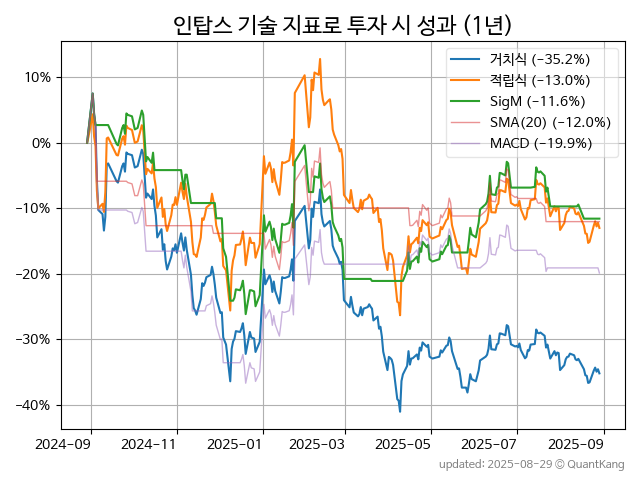 인탑스 기술 지표로 투자 시 성과 (1년)
거치식 (−35.2%)
적립식 (−13.0%)
SigM (−11.6%)
SMA(20) (−12.0%)
MACD (−19.9%)
10%
0%
−10%
−20%
−30%
−40%
2024-09 2024-11 2025-01 2025-03 2025-05 2025-07 2025-09
updated: 2025-08-29 © QuantKang